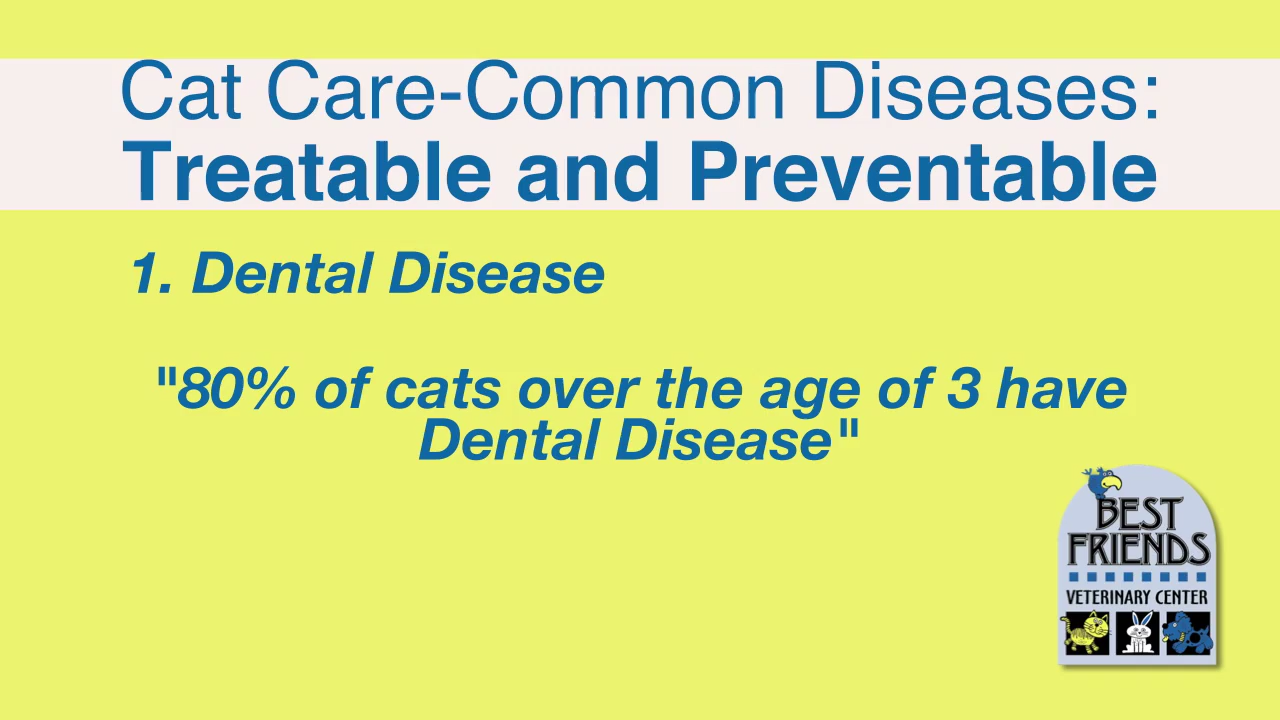 Cat Care-Common Diseases:
Treatable and Preventable
1. Dental Disease
"80% of cats over the age of 3 have
Dental Disease"
BEST
FRIENDS
VETERINARY CENTER